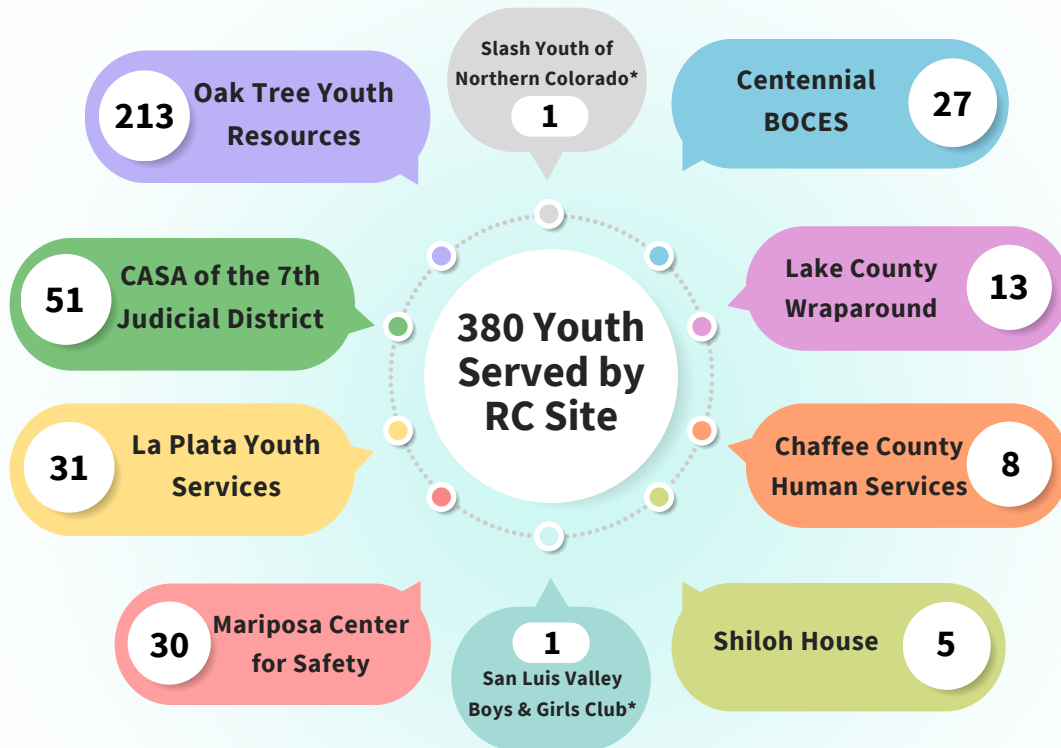 Slash Youth of
Northern Colorado*
1
213
Oak Tree Youth
Resources
Centennial
BOCES
27
51
CASA of the 7th
Judicial District
Lake County
Wraparound
13
380 Youth
Served by
RC Site
31
La Plata Youth
Services
Chaffee County
Human Services
8
30
Mariposa Center
for Safety
1
San Luis Valley
Boys & Girls Club*
Shiloh House
5